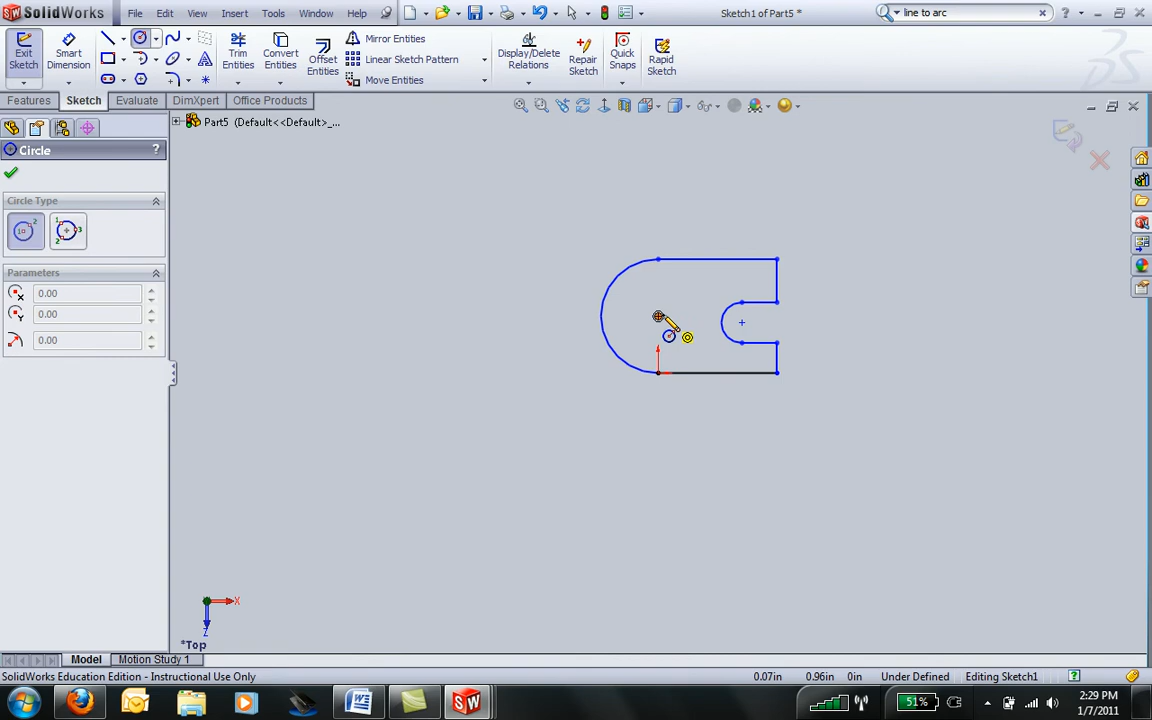 SolidWorks File Edit View Insert Tools Window Help Sketch1 of Part5 * line to arc
Exit Sketch
Smart Dimension
Trim Entities
Convert Entities
Offset Entities
Mirror Entities
Linear Sketch Pattern
Move Entities
Display/Delete Relations
Repair Sketch
Quick Snaps
Rapid Sketch
Features Sketch Evaluate DimXpert Office Products
Part5 (Default<<Default>_...
Circle ?
Circle Type
Parameters
0.00
0.00
0.00
X
Z
*Top
Model Motion Study 1
SolidWorks Education Edition - Instructional Use Only 0.07in 0.96in 0in Under Defined Editing Sketch1
51% 2:29 PM
1/7/2011